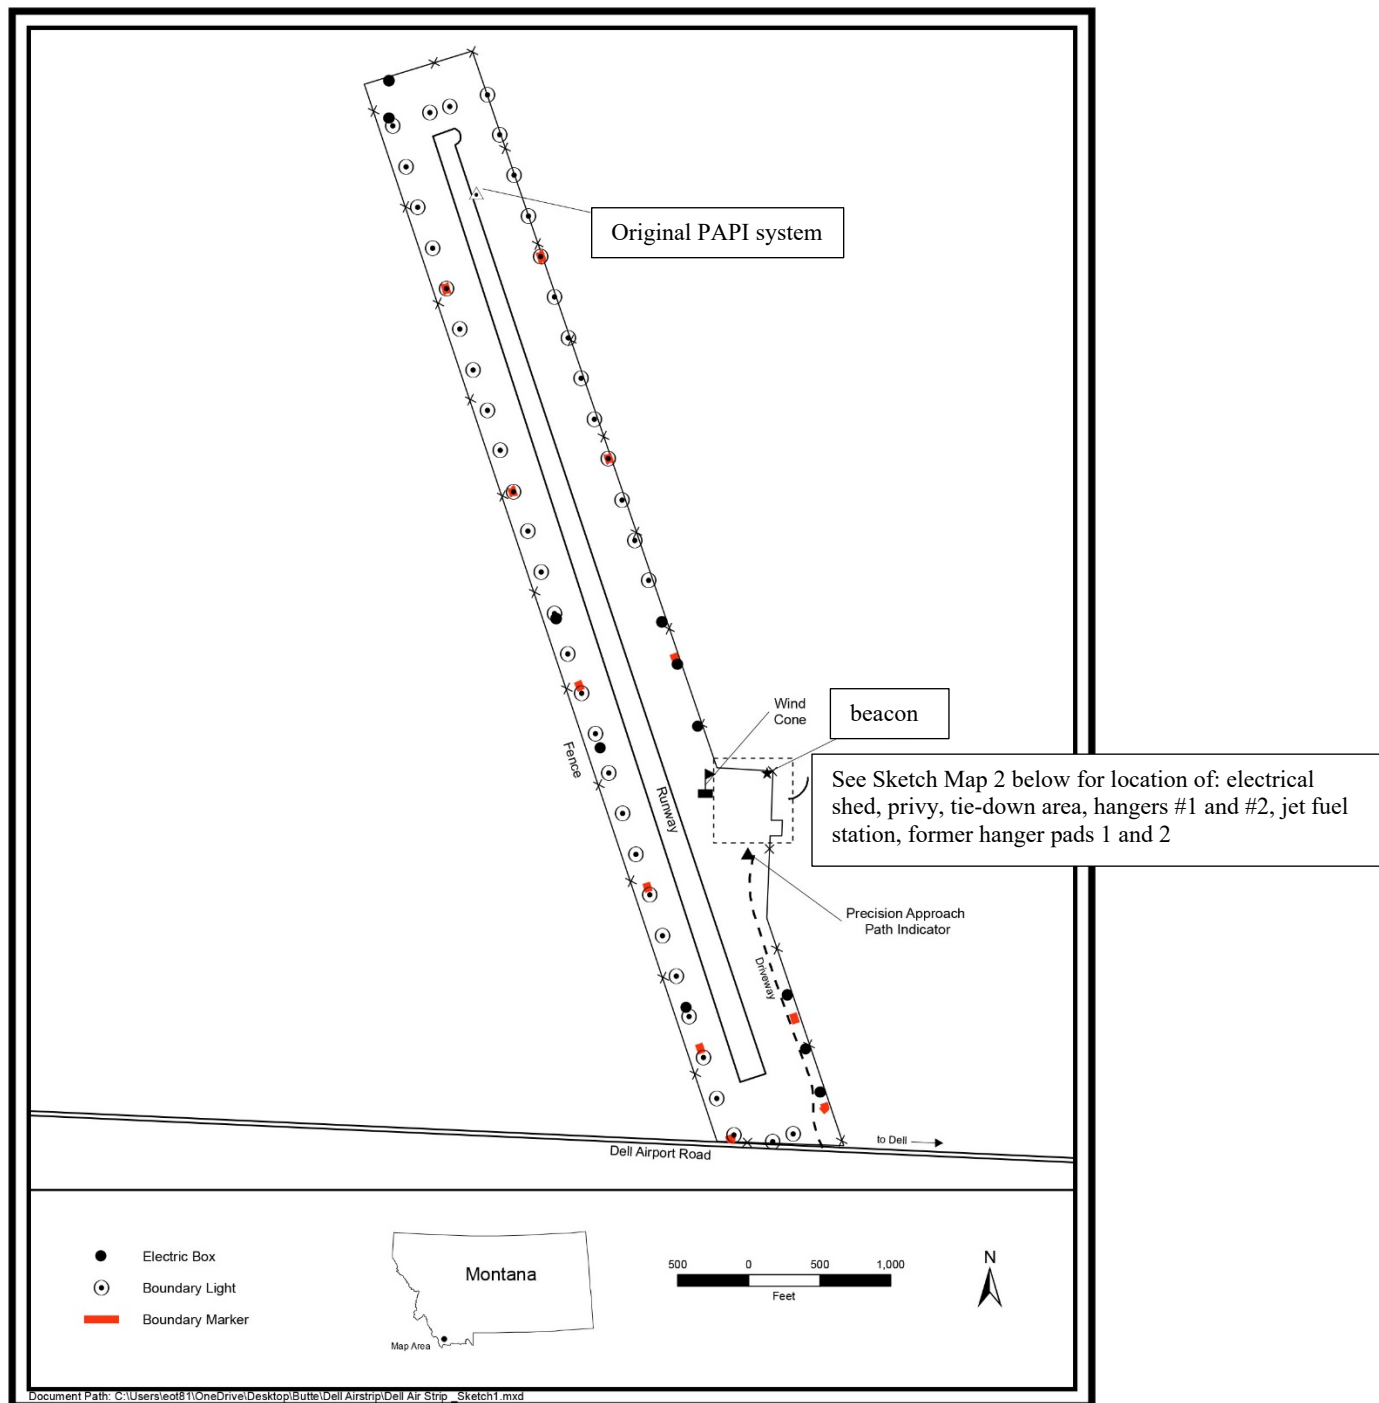 Original PAPI system
Wind
Cone
beacon
See Sketch Map 2 below for location of: electrical
shed, privy, tie-down area, hangers #1 and #2, jet fuel
station, former hanger pads 1 and 2
Fence
Runway
Precision Approach
Path Indicator
Driveway
to Dell
Dell Airport Road
Electric Box
Boundary Light
Boundary Marker
Montana
Map Area
500 0 500 1,000
Feet
N
Document Path: C:\Users\eot81\OneDrive\Desktop\Butte\Dell Airstrip\Dell Air Strip _Sketch1.mxd